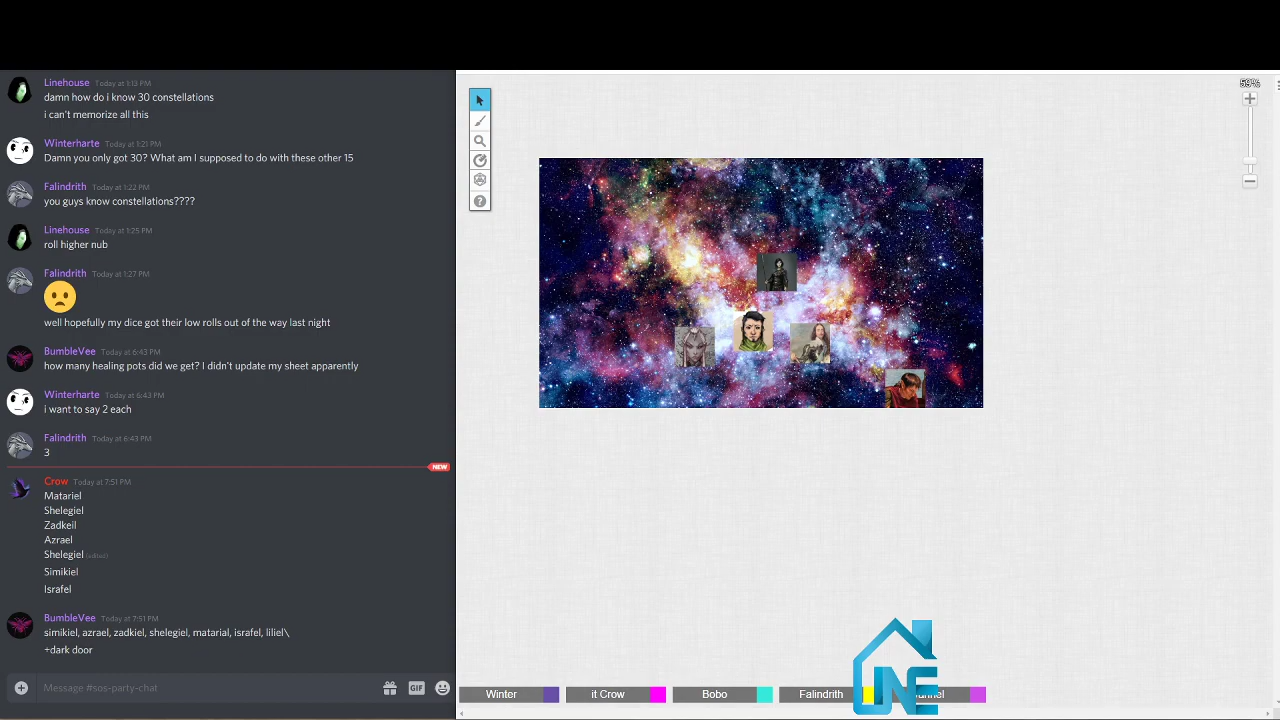 Linehouse Today at 1:13 PM
damn how do i know 30 constellations
i can't memorize all this
Winterharte Today at 1:21 PM
Damn you only got 30? What am I supposed to do with these other 15
Falindrith Today at 1:22 PM
you guys know constellations????
Linehouse Today at 1:25 PM
roll higher nub
Falindrith Today at 1:27 PM
well hopefully my dice got their low rolls out of the way last night
BumbleVee Today at 6:43 PM
how many healing pots did we get? I didn't update my sheet apparently
Winterharte Today at 6:43 PM
i want to say 2 each
Falindrith Today at 6:43 PM
3
NEW
Crow Today at 7:51 PM
Matariel
Shelegiel
Zadkeil
Azrael
Shelegiel (edited)
Simikiel
Israfel
BumbleVee Today at 7:51 PM
simikiel, azrael, zadkiel, shelegiel, matarial, israfel, liliel\
+dark door
Message #sos-party-chat
GIF
59%
Winter
it Crow
Bobo
Falindrith
LNE